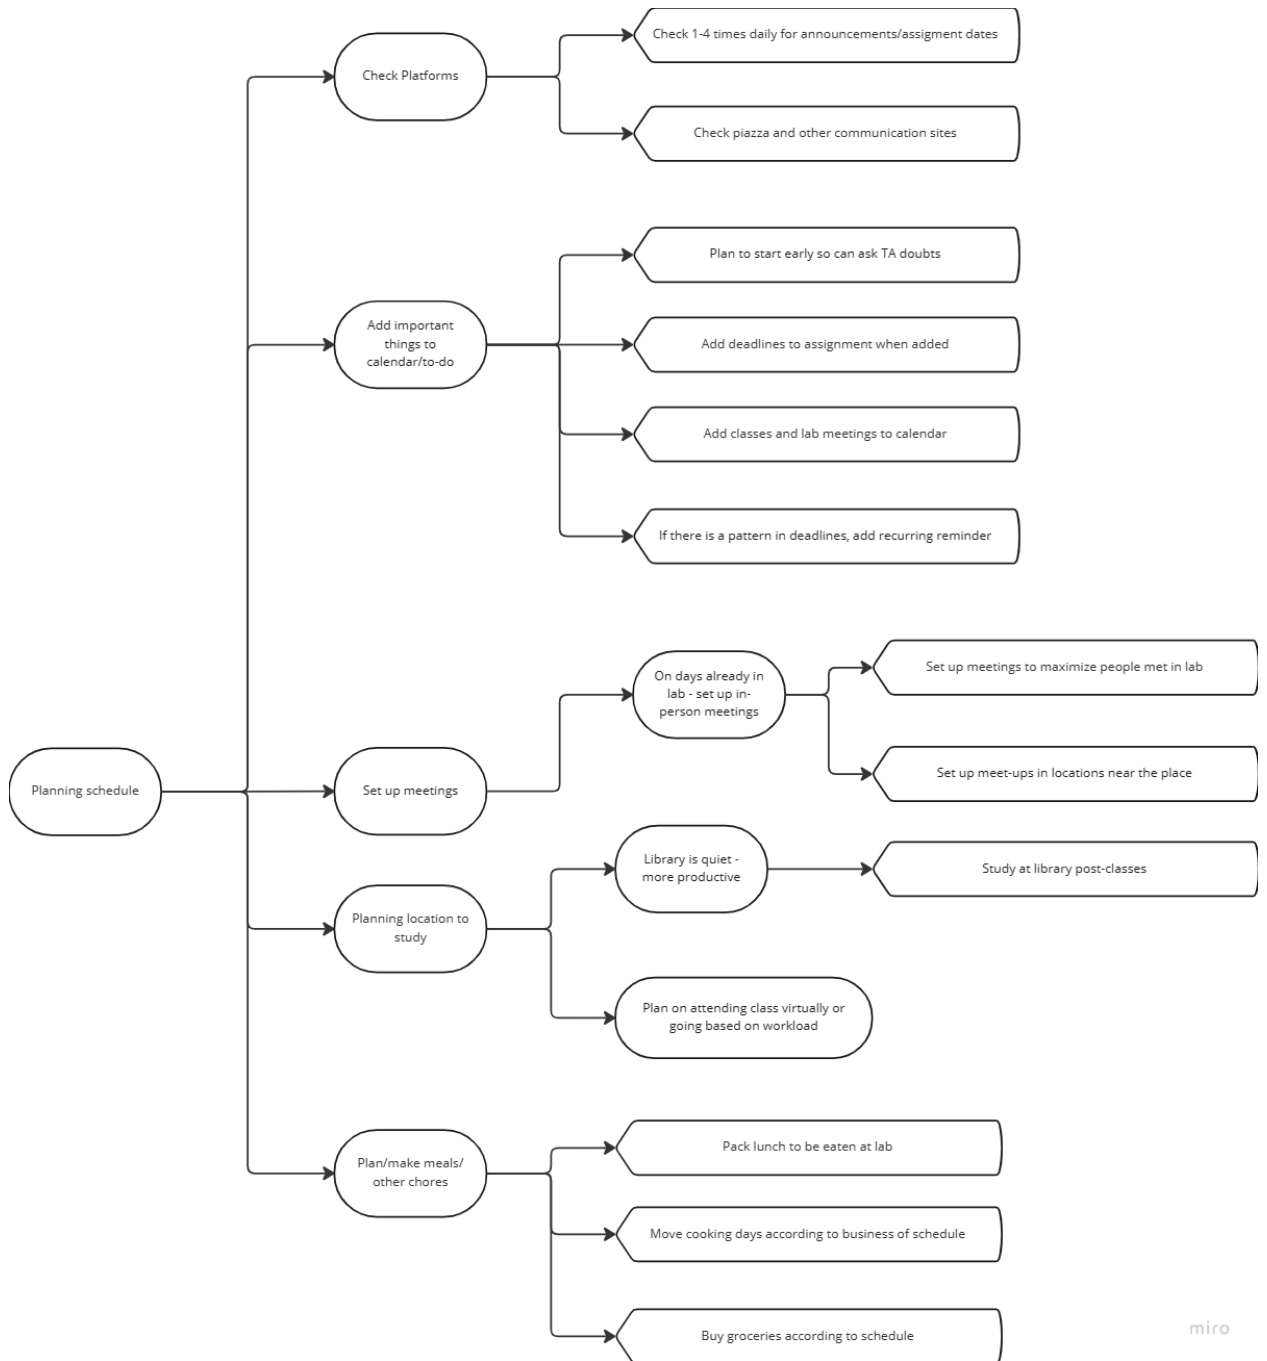 Check Platforms
Check 1-4 times daily for announcements/assigment dates
Check piazza and other communication sites
Add important
things to
calendar/to-do
Plan to start early so can ask TA doubts
Add deadlines to assignment when added
Add classes and lab meetings to calendar
If there is a pattern in deadlines, add recurring reminder
Planning schedule
Set up meetings
On days already in
lab - set up in-
person meetings
Set up meetings to maximize people met in lab
Set up meet-ups in locations near the place
Planning location to
study
Library is quiet -
more productive
Study at library post-classes
Plan on attending class virtually or
going based on workload
Plan/make meals/
other chores
Pack lunch to be eaten at lab
Move cooking days according to business of schedule
Buy groceries according to schedule
miro